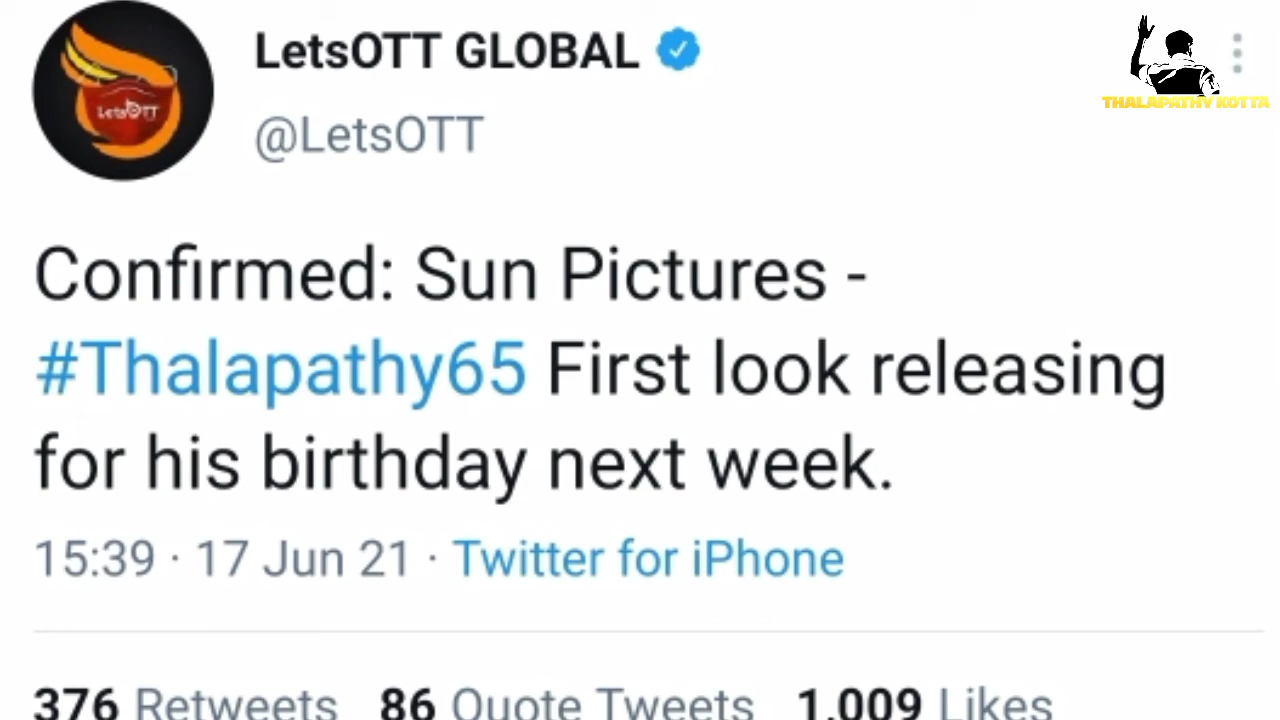 LetsOTT GLOBAL
THALAPATHY KOTTA
LetsOTT
@LetsOTT
Confirmed: Sun Pictures -
#Thalapathy65 First look releasing
for his birthday next week.
15:39 · 17 Jun 21 · Twitter for iPhone
376 Retweets 86 Quote Tweets 1,009 Likes